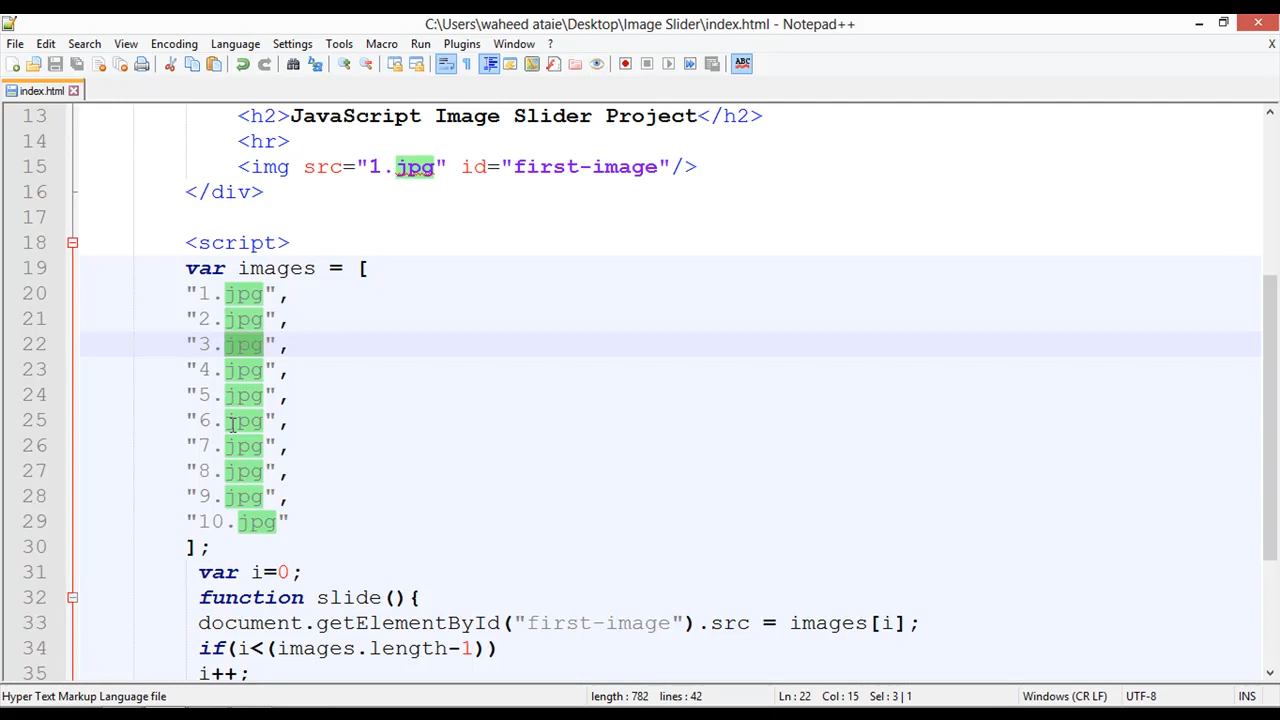 C:\Users\waheed ataie\Desktop\Image Slider\index.html - Notepad++
File Edit Search View Encoding Language Settings Tools Macro Run Plugins Window ? X
ABC
index.html
13 <h2>JavaScript Image Slider Project</h2>
14 <hr>
15 <img src="1.jpg" id="first-image"/>
16 </div>
17
18 <script>
19 var images = [
20 "1.jpg",
21 "2.jpg",
22 "3.jpg",
23 "4.jpg",
24 "5.jpg",
25 "6.jpg",
26 "7.jpg",
27 "8.jpg",
28 "9.jpg",
29 "10.jpg"
30 ];
31 var i=0;
32 function slide(){
33 document.getElementById("first-image").src = images[i];
34 if(i<(images.length-1))
35 i++;
Hyper Text Markup Language file length : 782 lines : 42 Ln : 22 Col : 15 Sel : 3 | 1 Windows (CR LF) UTF-8 INS